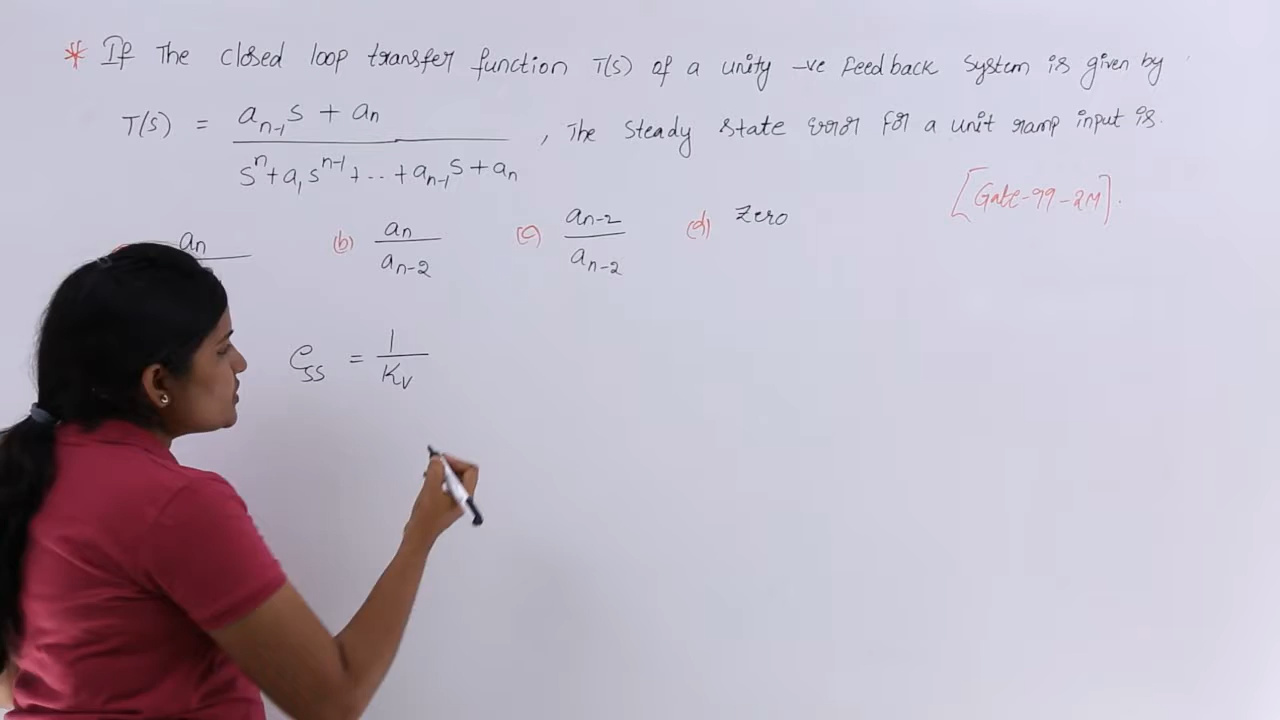 * If The closed loop transfer function T(s) of a unity -ve feedback system is given by
T(s) = a_{n-1}s + a_n / s^n + a_1 s^{n-1} + .. + a_{n-1}s + a_n , The steady state error for a unit ramp input is.
[Gate-99-2M].
a_n (b) a_n / a_{n-2} (c) a_{n-2} / a_{n-2} (d) Zero
e_{ss} = 1 / K_v